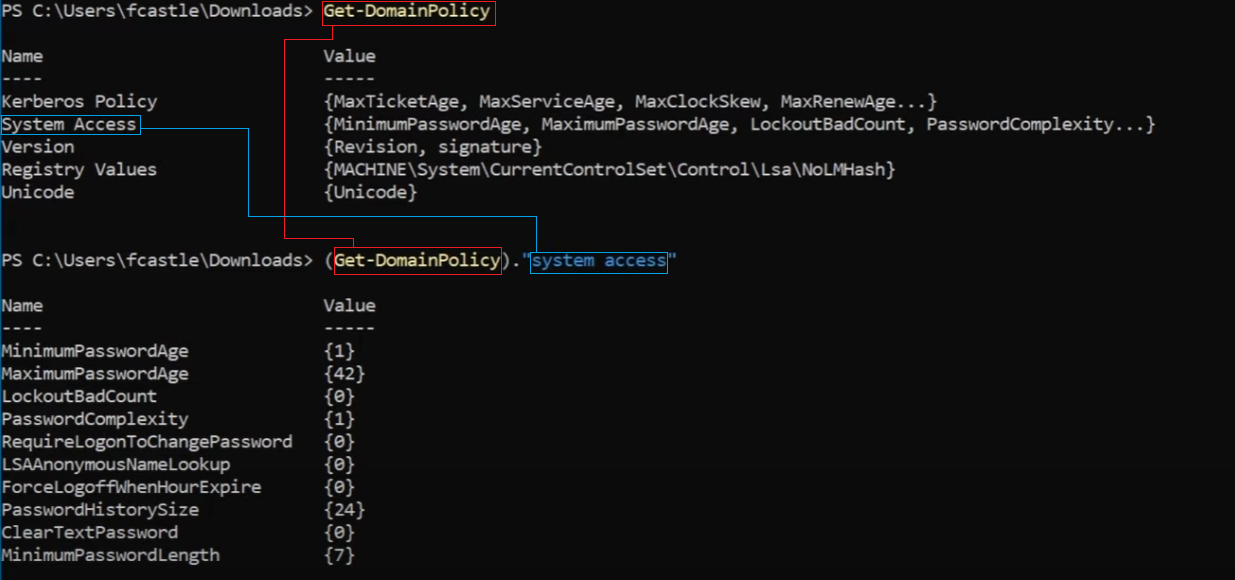 PS C:\Users\fcastle\Downloads> Get-DomainPolicy
Name Value
---- -----
Kerberos Policy {MaxTicketAge, MaxServiceAge, MaxClockSkew, MaxRenewAge...}
System Access {MinimumPasswordAge, MaximumPasswordAge, LockoutBadCount, PasswordComplexity...}
Version {Revision, signature}
Registry Values {MACHINE\System\CurrentControlSet\Control\Lsa\NoLMHash}
Unicode {Unicode}
PS C:\Users\fcastle\Downloads> (Get-DomainPolicy)."system access"
Name Value
---- -----
MinimumPasswordAge {1}
MaximumPasswordAge {42}
LockoutBadCount {0}
PasswordComplexity {1}
RequireLogonToChangePassword {0}
LSAAnonymousNameLookup {0}
ForceLogoffWhenHourExpire {0}
PasswordHistorySize {24}
ClearTextPassword {0}
MinimumPasswordLength {7}